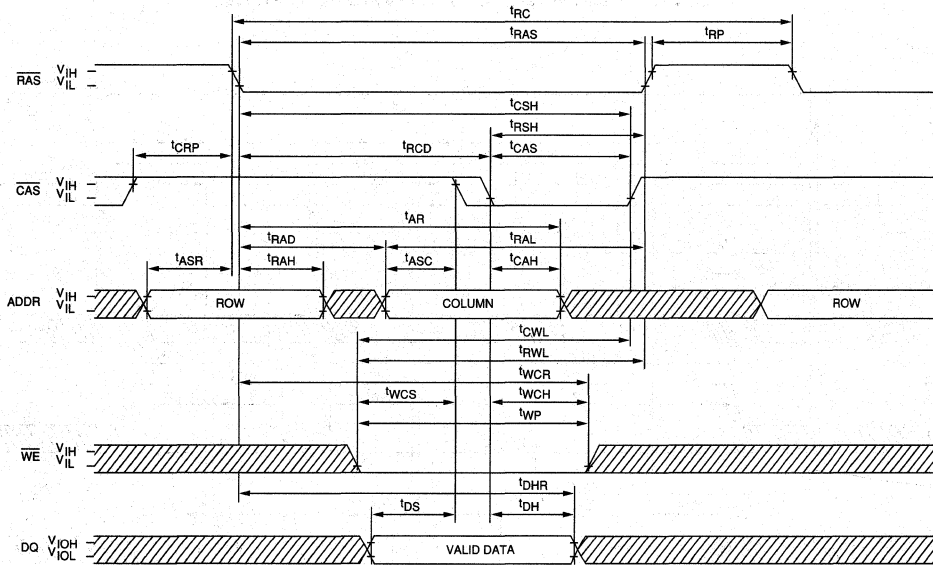 tRC
tRAS
tRP
RAS VIH
VIL
tCSH
tRSH
tCRP
tRCD
tCAS
CAS VIH
VIL
tAR
tRAD
tRAL
tASR
tRAH
tASC
tCAH
ADDR VIH
VIL
ROW
COLUMN
ROW
tCWL
tRWL
tWCR
tWCS
tWCH
tWP
WE VIH
VIL
tDHR
tDS
tDH
DQ VIOH
VIOL
VALID DATA